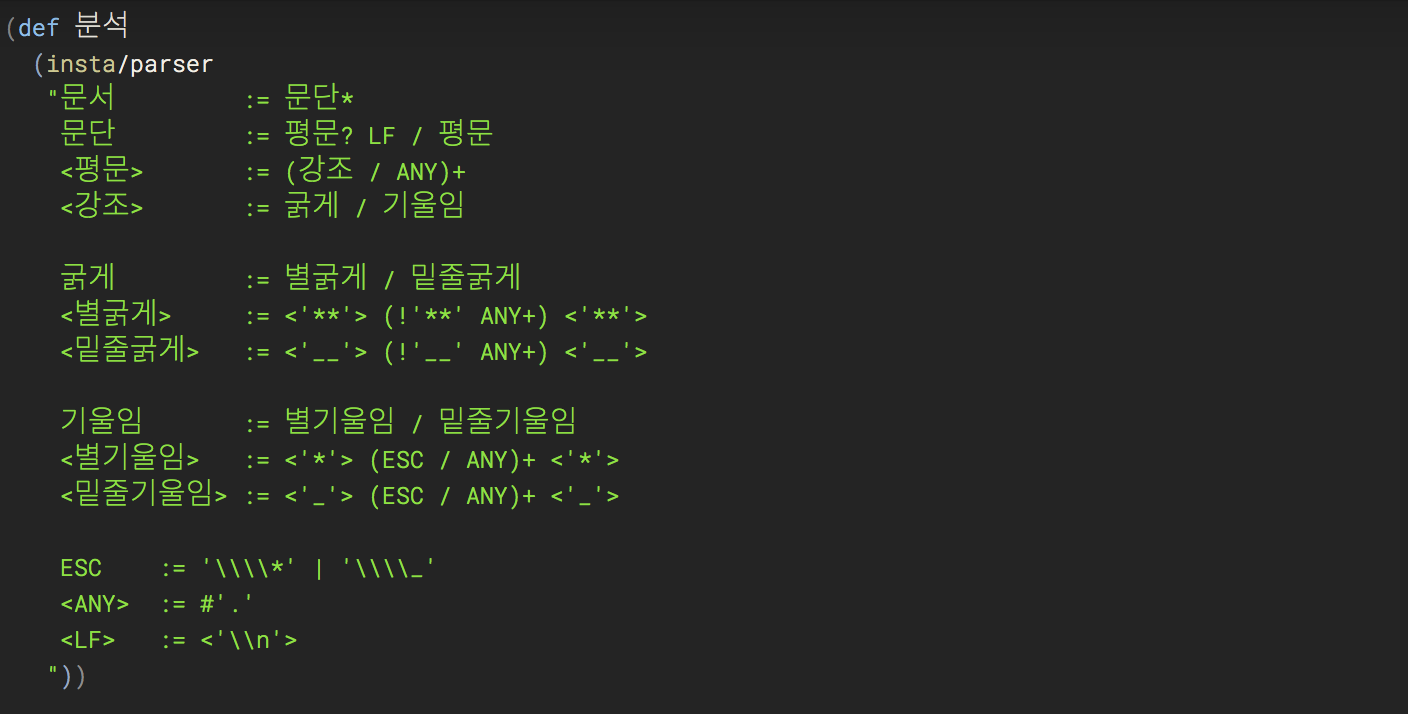 (def 분석
  (insta/parser
   "문서         := 문단*
    문단         := 평문? LF / 평문
    <평문>       := (강조 / ANY)+
    <강조>       := 굵게 / 기울임

    굵게         := 별굵게 / 밑줄굵게
    <별굵게>     := <'**'> (!'**' ANY+) <'**'>
    <밑줄굵게>   := <'__'> (!'__' ANY+) <'__'>

    기울임       := 별기울임 / 밑줄기울임
    <별기울임>   := <'*'> (ESC / ANY)+ <'*'>
    <밑줄기울임> := <'_'> (ESC / ANY)+ <'_'>

    ESC    := '\\\\*' | '\\\\_'
    <ANY>  := #'.'
    <LF>   := <'\\n'>
   "))